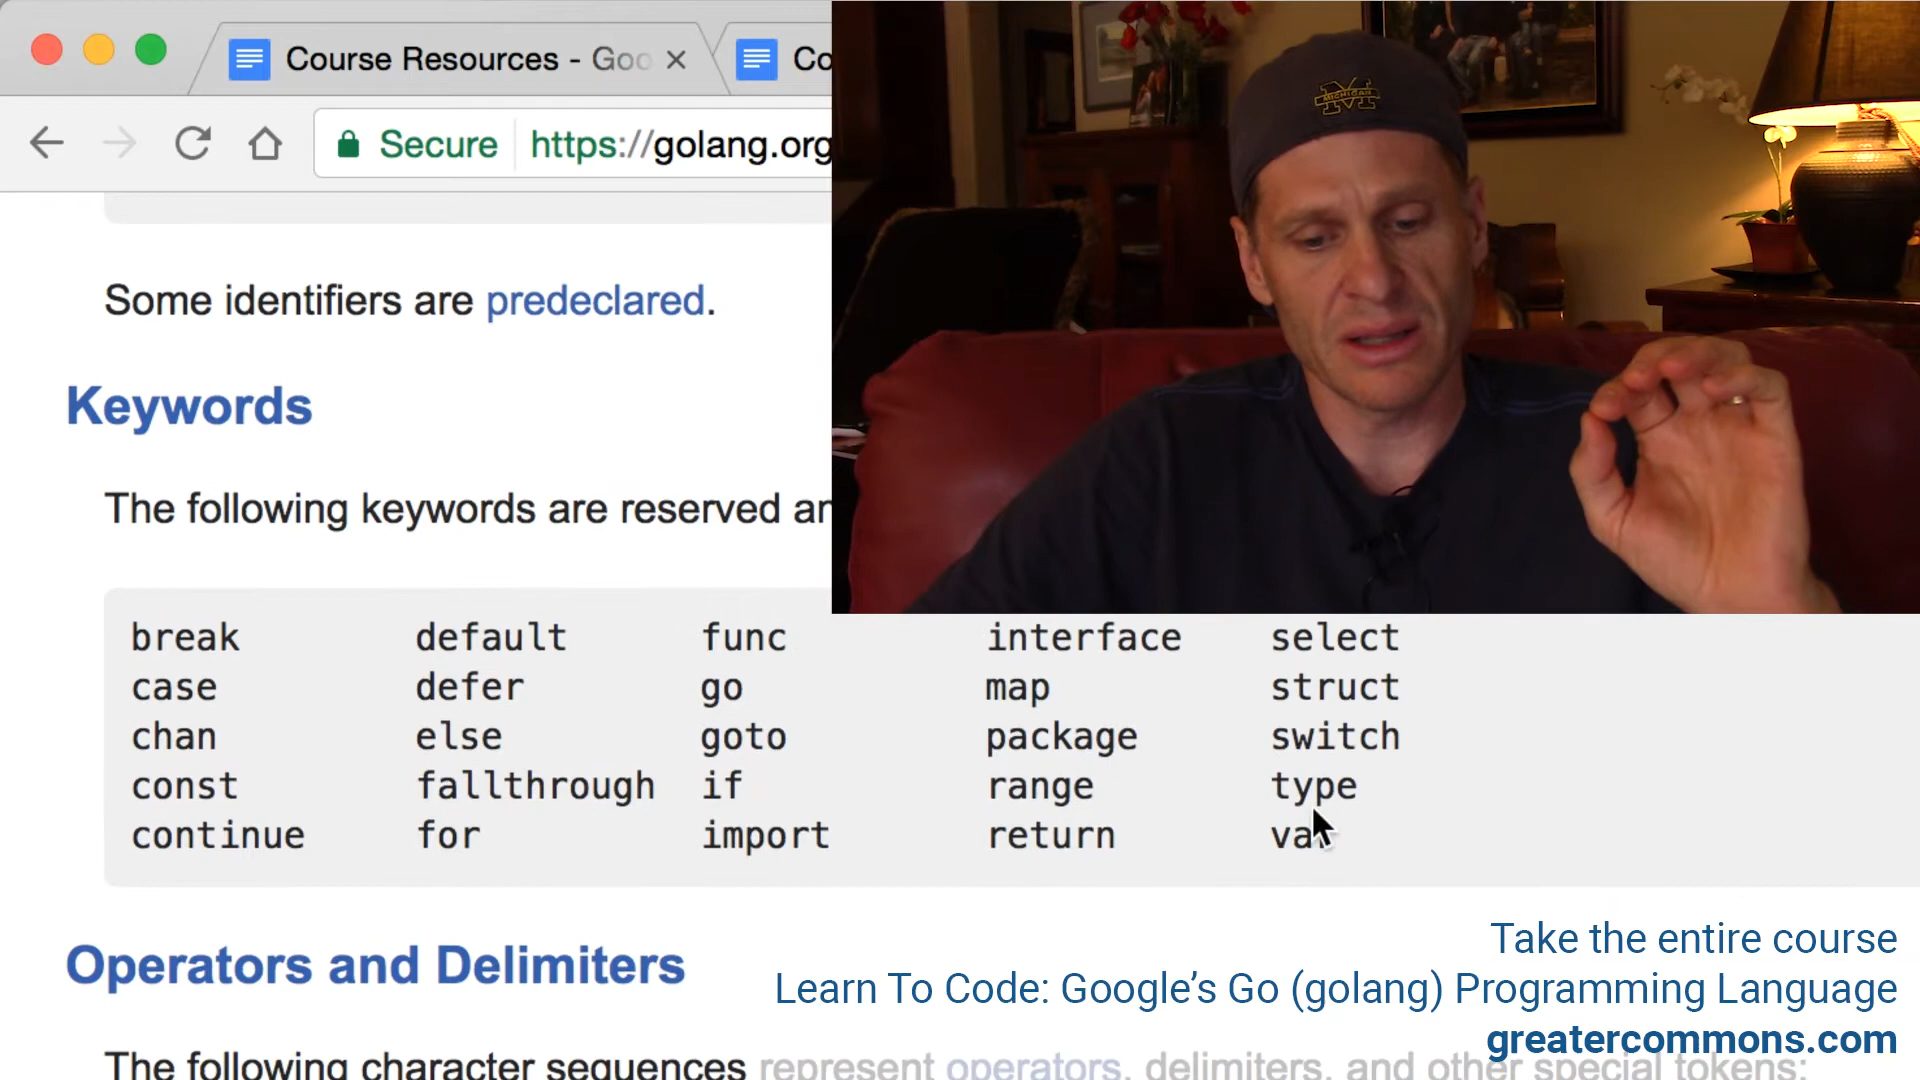 Course Resources - Goo
Co
Secure https://golang.org
MICHIGAN
Some identifiers are predeclared.
Keywords
The following keywords are reserved an
break default func interface select
case defer go map struct
chan else goto package switch
const fallthrough if range type
continue for import return var
Operators and Delimiters
The following character sequences represent operators, delimiters, and other special tokens:
Take the entire course
Learn To Code: Google’s Go (golang) Programming Language
greatercommons.com